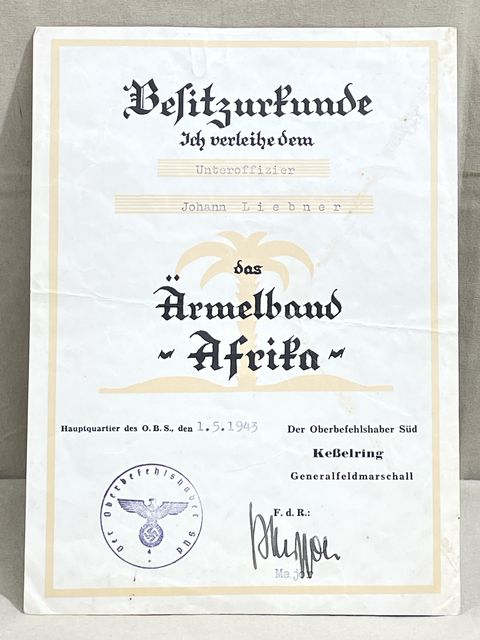 Besitzurkunde
Ich verleihe dem
Unteroffizier
Johann Liebner
das
Ärmelband
„Afrika“
Hauptquartier des O. B. S., den 1.5.1943
Der Oberbefehlshaber Süd
Keßelring
Generalfeldmarschall
F. d. R.:
Major
Der Oberbefehlshaber Süd
4